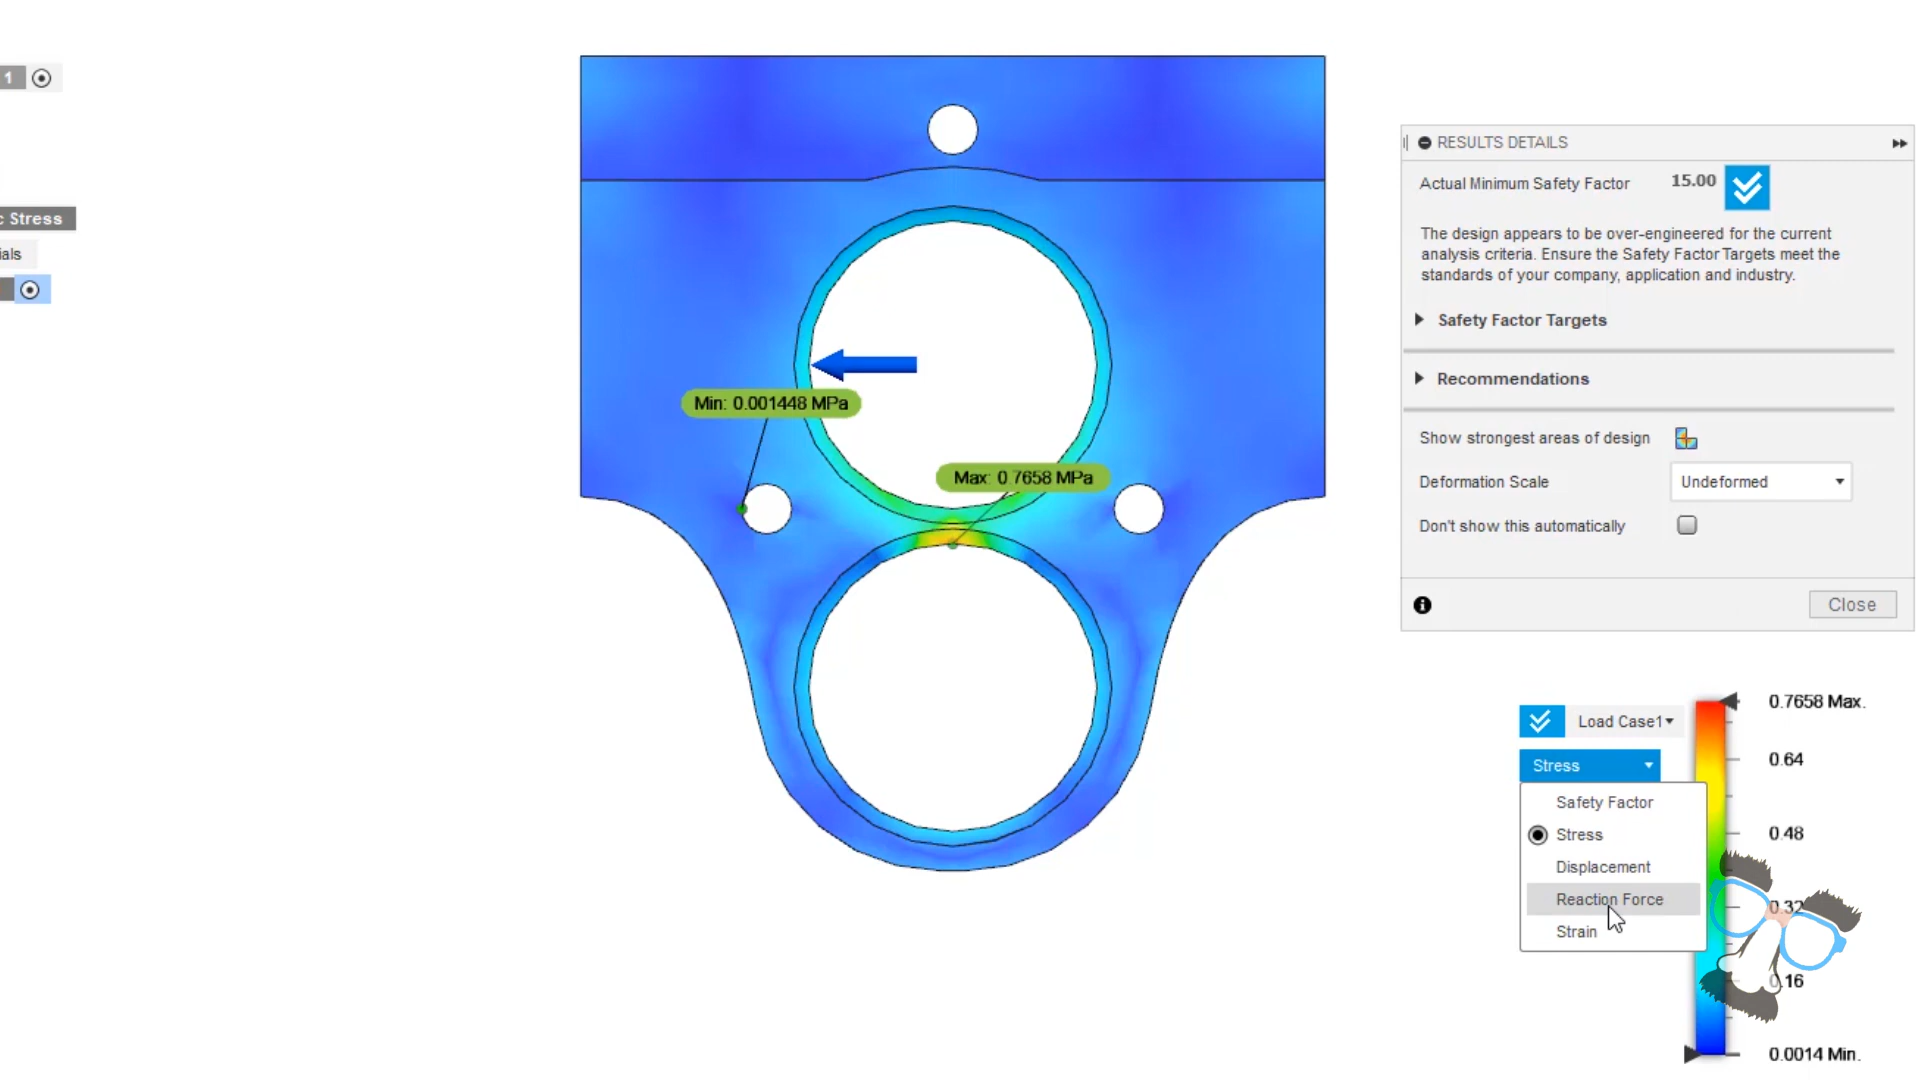 1
c Stress
ials
Min: 0.001448 MPa
Max: 0.7658 MPa
RESULTS DETAILS
Actual Minimum Safety Factor 15.00
The design appears to be over-engineered for the current
analysis criteria. Ensure the Safety Factor Targets meet the
standards of your company, application and industry.
Safety Factor Targets
Recommendations
Show strongest areas of design
Deformation Scale Undeformed
Don't show this automatically
Close
Load Case1
Stress
Safety Factor
Stress
Displacement
Reaction Force
Strain
0.7658 Max.
0.64
0.48
0.32
0.16
0.0014 Min.